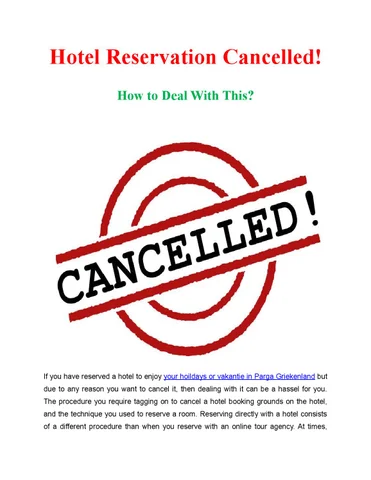 Hotel Reservation Cancelled!
How to Deal With This?
CANCELLED!
If you have reserved a hotel to enjoy your hoildays or vakantie in Parga Griekenland but
due to any reason you want to cancel it, then dealing with it can be a hassel for you.
The procedure you require tagging on to cancel a hotel booking grounds on the hotel,
and the technique you used to reserve a room. Reserving directly with a hotel consists
of a different procedure than when you reserve with an online tour agency. At times,